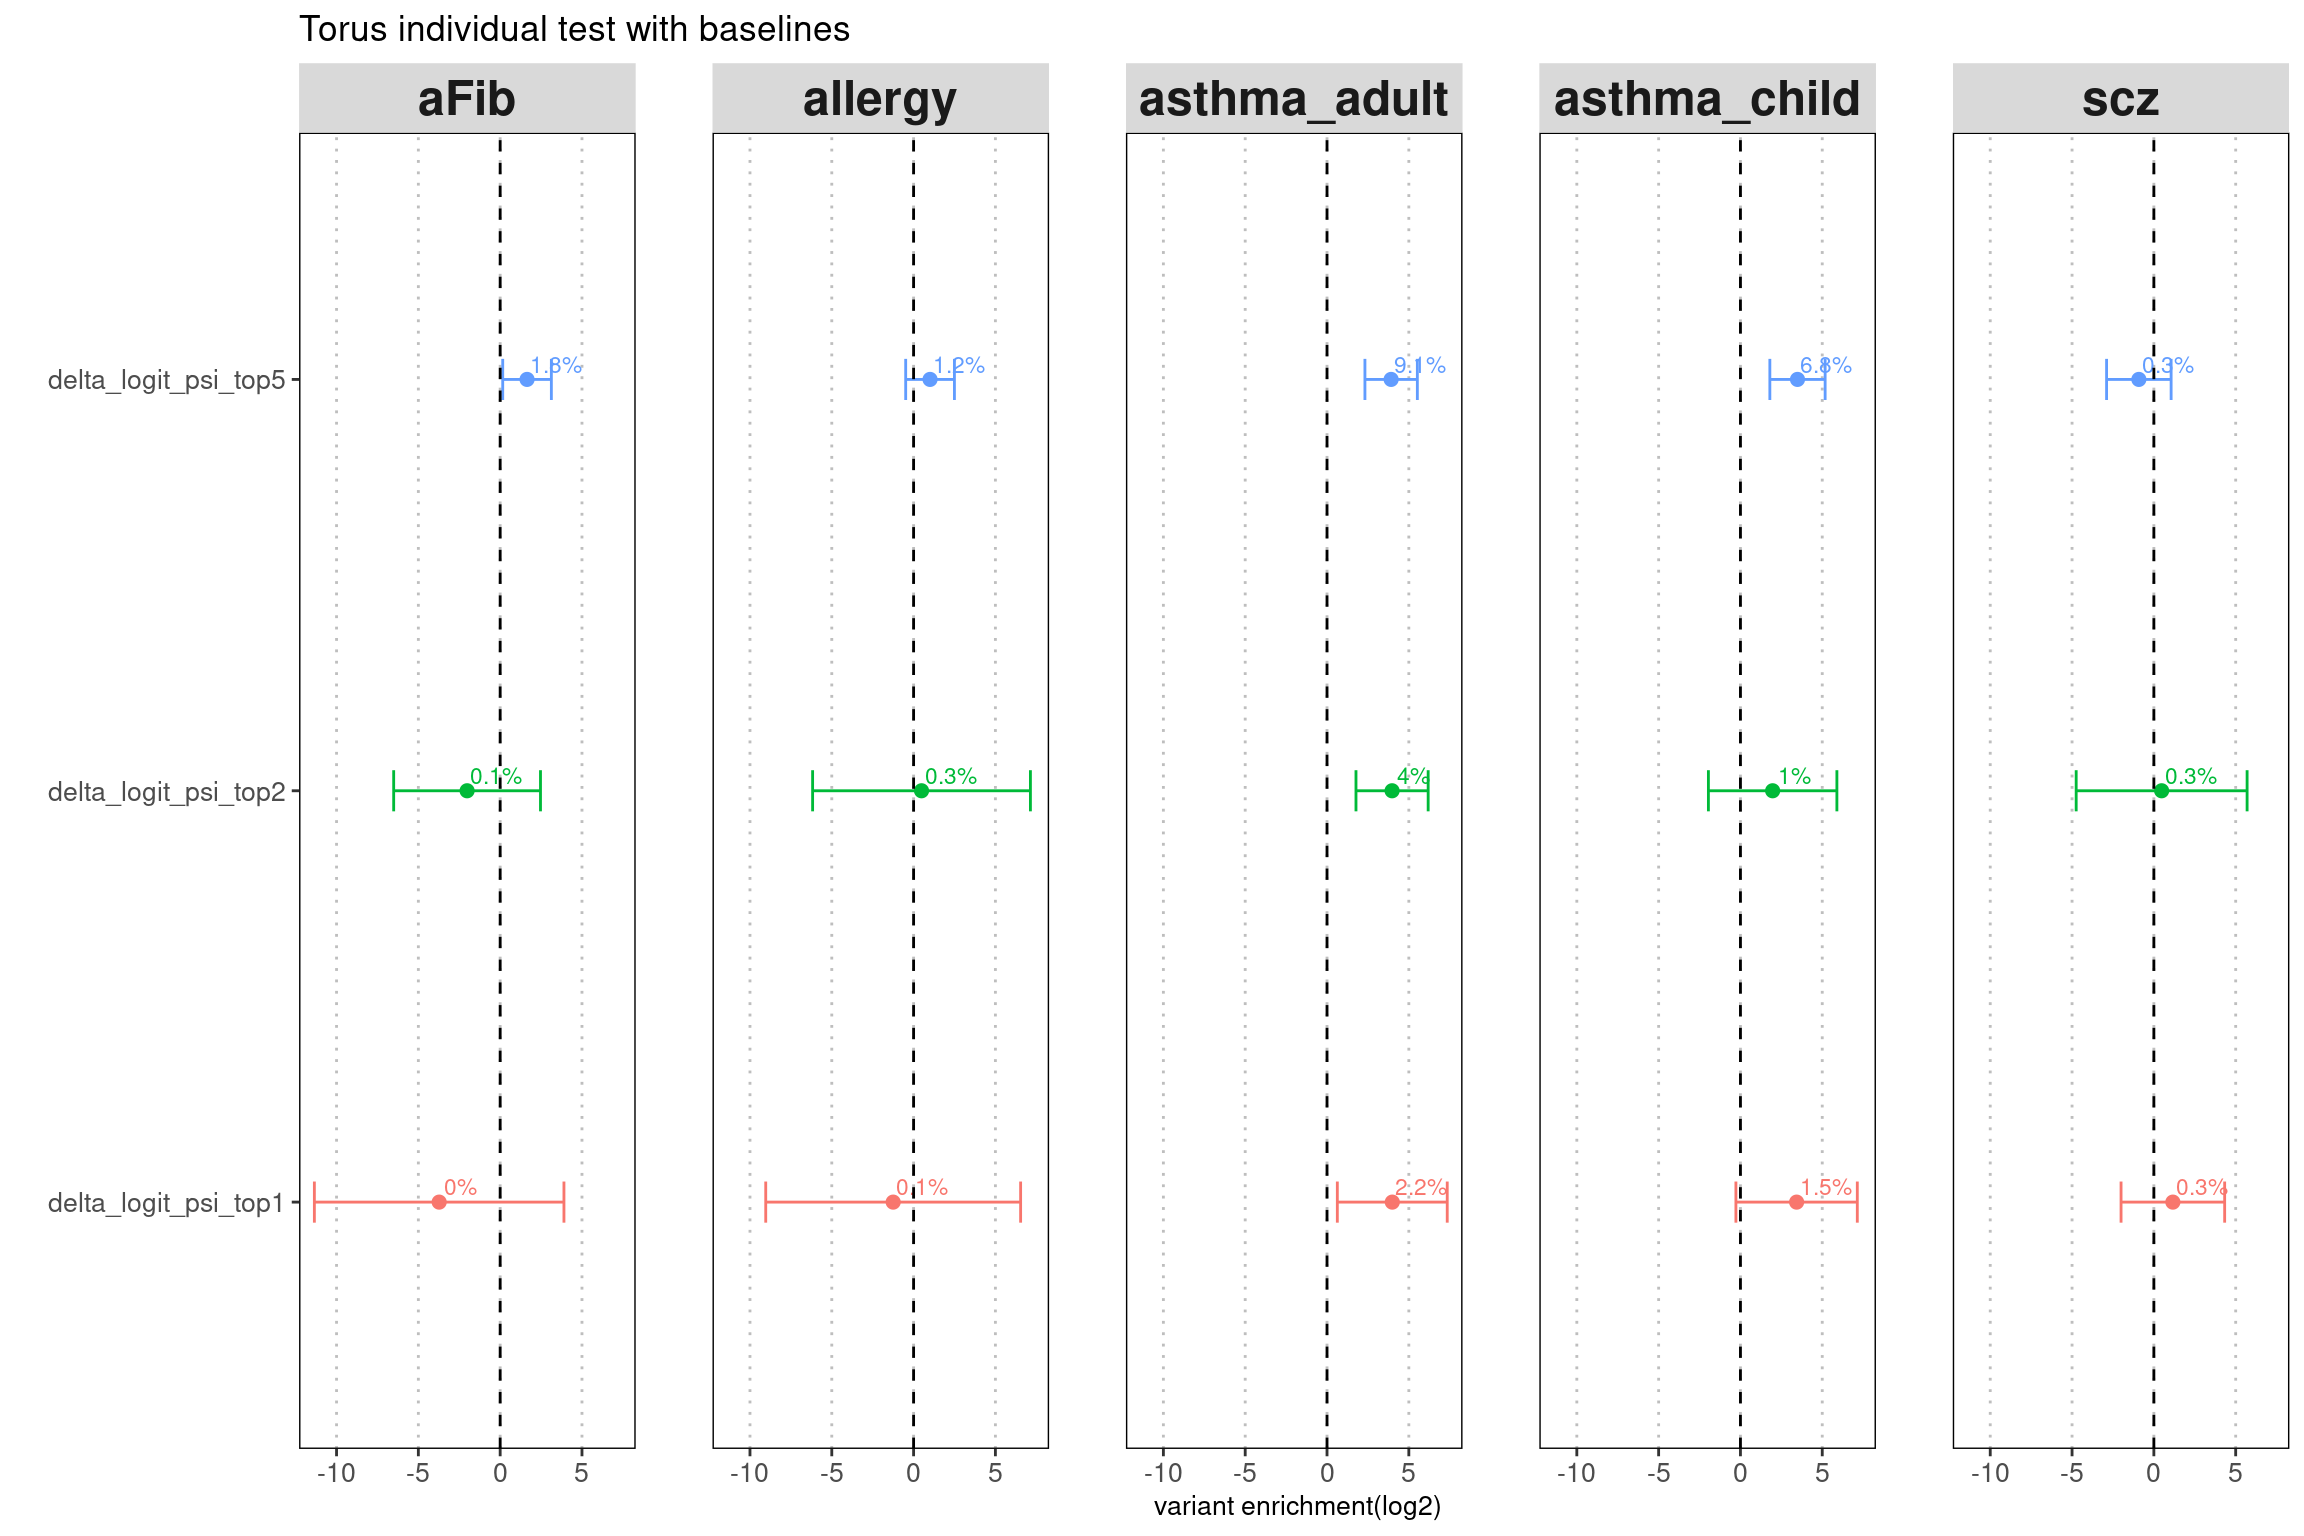 Torus individual test with baselines
aFib allergy asthma_adult asthma_child scz
delta_logit_psi_top5 1.8% 1.2% 9.1% 6.8% 0.3%
delta_logit_psi_top2 0.1% 0.3% 4% 1% 0.3%
delta_logit_psi_top1 0% 0.1% 2.2% 1.5% 0.3%
-10 -5 0 5 -10 -5 0 5 -10 -5 0 5 -10 -5 0 5 -10 -5 0 5
variant enrichment(log2)